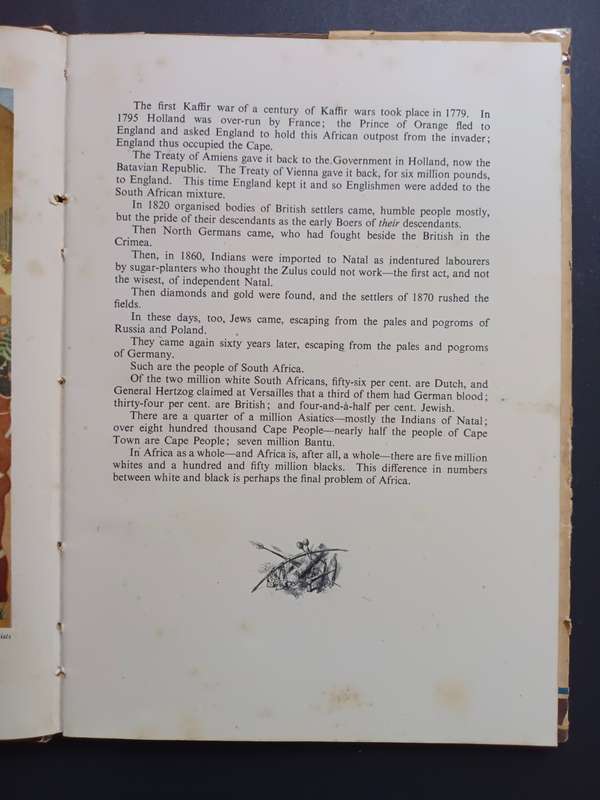 The first Kaffir war of a century of Kaffir wars took place in 1779. In
1795 Holland was over-run by France; the Prince of Orange fled to
England and asked England to hold this African outpost from the invader;
England thus occupied the Cape.
The Treaty of Amiens gave it back to the Government in Holland, now the
Batavian Republic. The Treaty of Vienna gave it back, for six million pounds,
to England. This time England kept it and so Englishmen were added to the
South African mixture.
In 1820 organised bodies of British settlers came, humble people mostly,
but the pride of their descendants as the early Boers of their descendants.
Then North Germans came, who had fought beside the British in the
Crimea.
Then, in 1860, Indians were imported to Natal as indentured labourers
by sugar-planters who thought the Zulus could not work—the first act, and not
the wisest, of independent Natal.
Then diamonds and gold were found, and the settlers of 1870 rushed the
fields.
In these days, too, Jews came, escaping from the pales and pogroms of
Russia and Poland.
They came again sixty years later, escaping from the pales and pogroms
of Germany.
Such are the people of South Africa.
Of the two million white South Africans, fifty-six per cent. are Dutch, and
General Hertzog claimed at Versailles that a third of them had German blood;
thirty-four per cent. are British; and four-and-a-half per cent. Jewish.
There are a quarter of a million Asiatics—mostly the Indians of Natal;
over eight hundred thousand Cape People—nearly half the people of Cape
Town are Cape People; seven million Bantu.
In Africa as a whole—and Africa is, after all, a whole—there are five million
whites and a hundred and fifty million blacks. This difference in numbers
between white and black is perhaps the final problem of Africa.